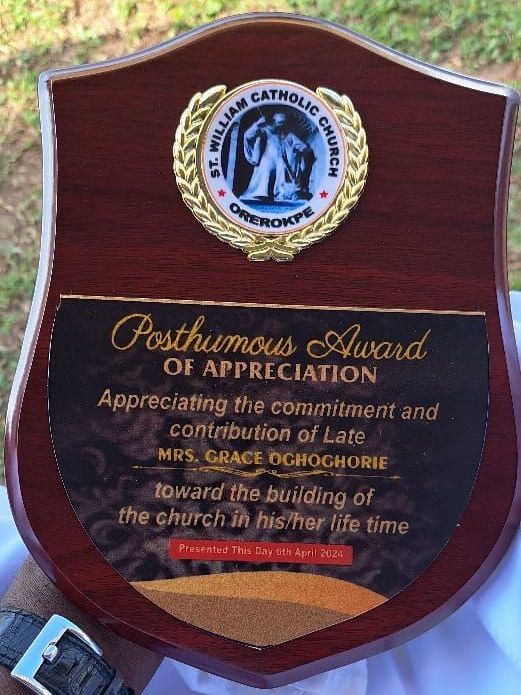 ST. WILLIAM CATHOLIC CHURCH
OREROKPE
Posthumous Award
OF APPRECIATION
Appreciating the commitment and
contribution of Late
MRS. GRACE OGHOGHORIE
toward the building of
the church in his/her life time
Presented This Day 6th April 2024